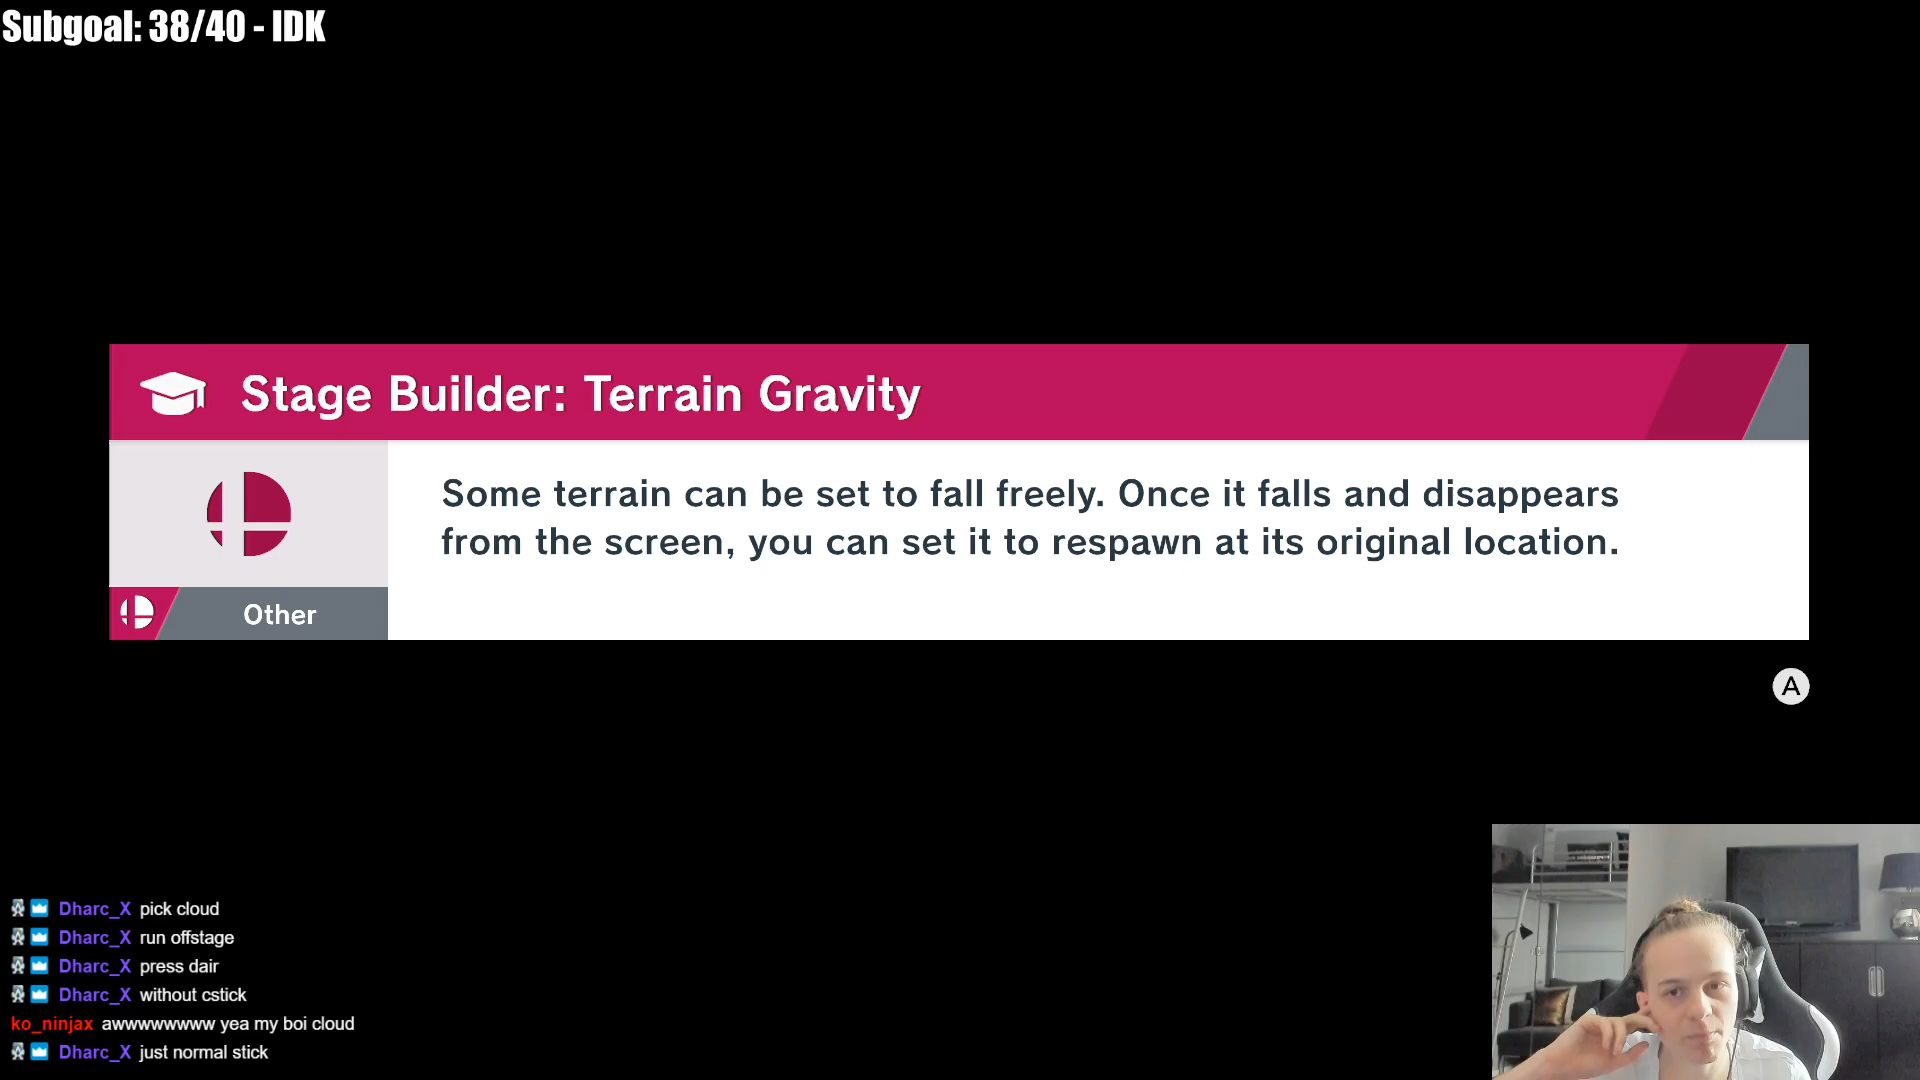 Subgoal: 38/40 - IDK
Stage Builder: Terrain Gravity
Some terrain can be set to fall freely. Once it falls and disappears
from the screen, you can set it to respawn at its original location.
Other
A
Dharc_X pick cloud
Dharc_X run offstage
Dharc_X press dair
Dharc_X without cstick
ko_ninjax awwwwwwww yea my boi cloud
Dharc_X just normal stick